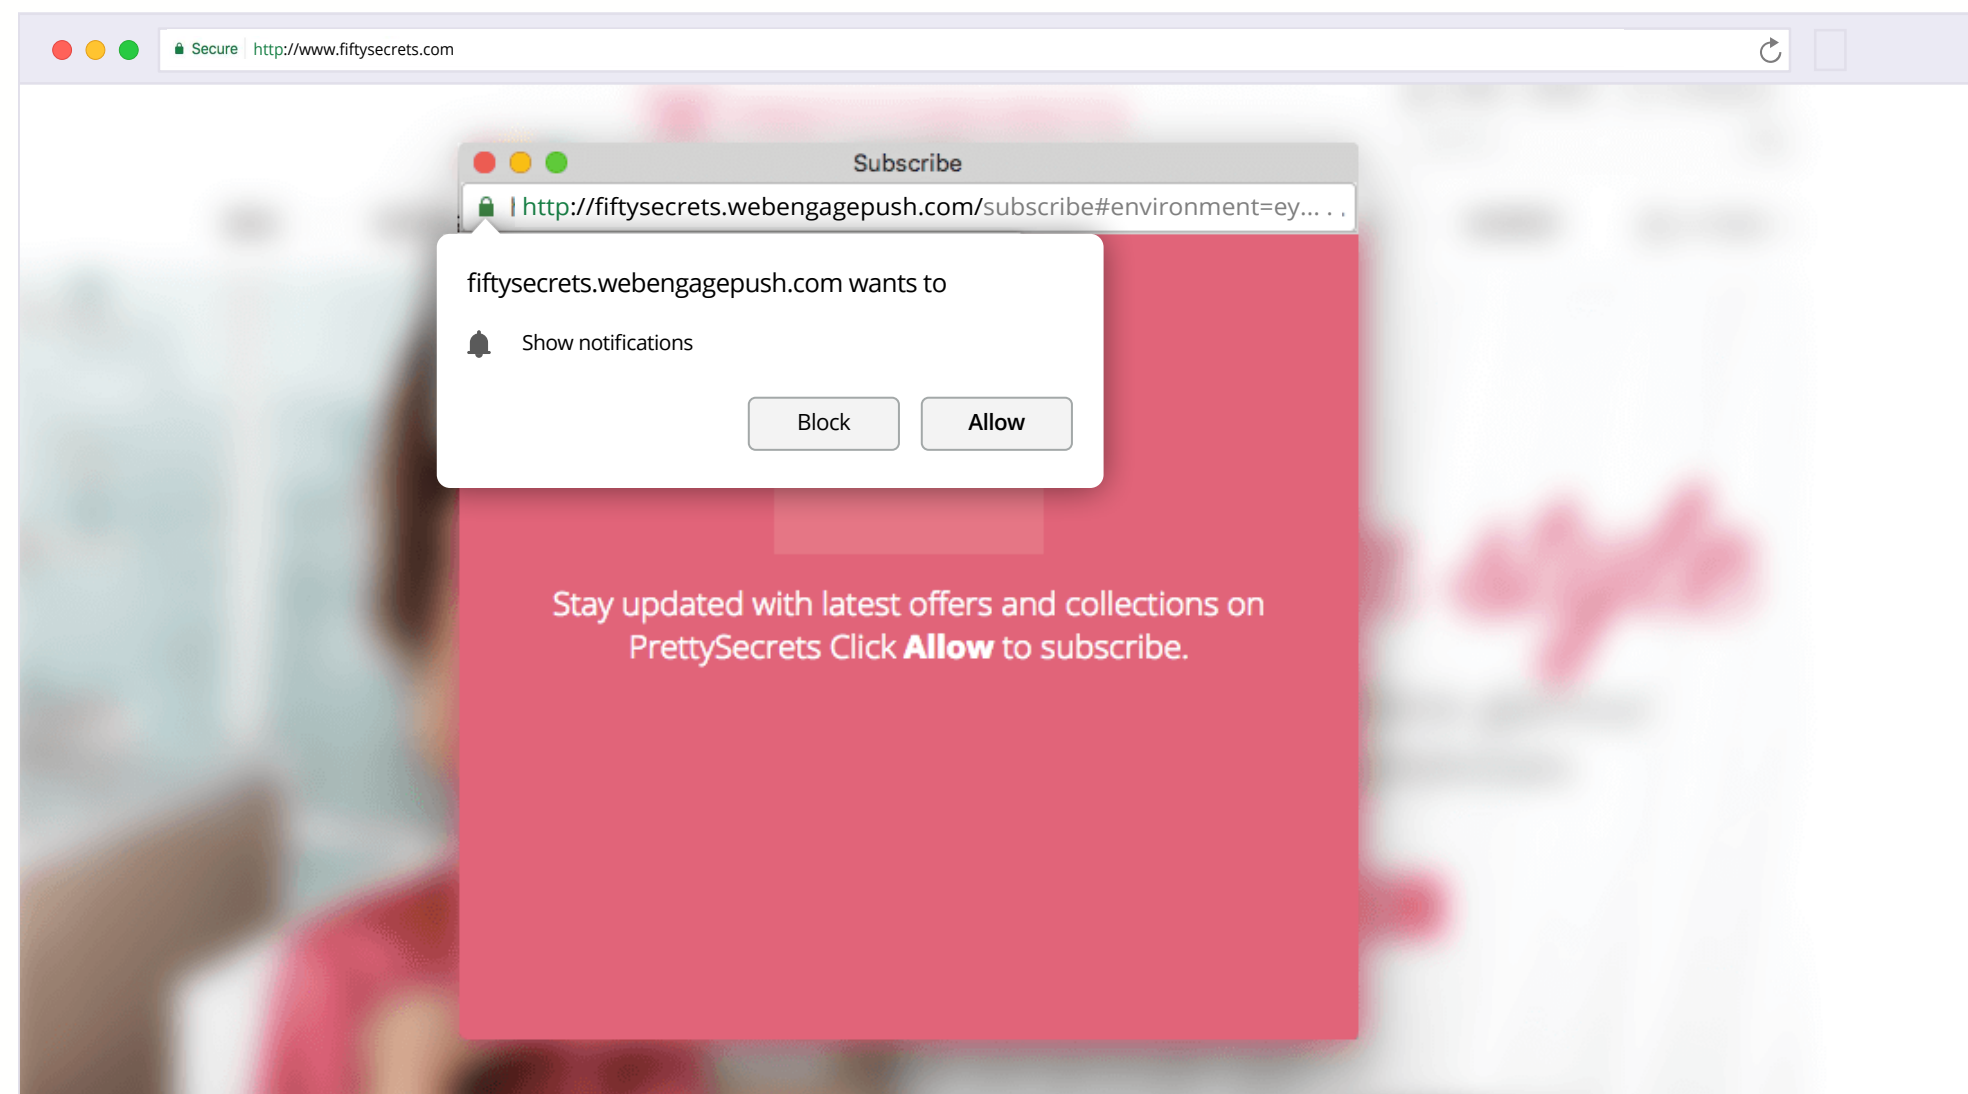 Secure http://www.fiftysecrets.com
Subscribe
http://fiftysecrets.webengagepush.com/subscribe#environment=ey... . .
fiftysecrets.webengagepush.com wants to
Show notifications
Block Allow
Stay updated with latest offers and collections on
PrettySecrets Click Allow to subscribe.